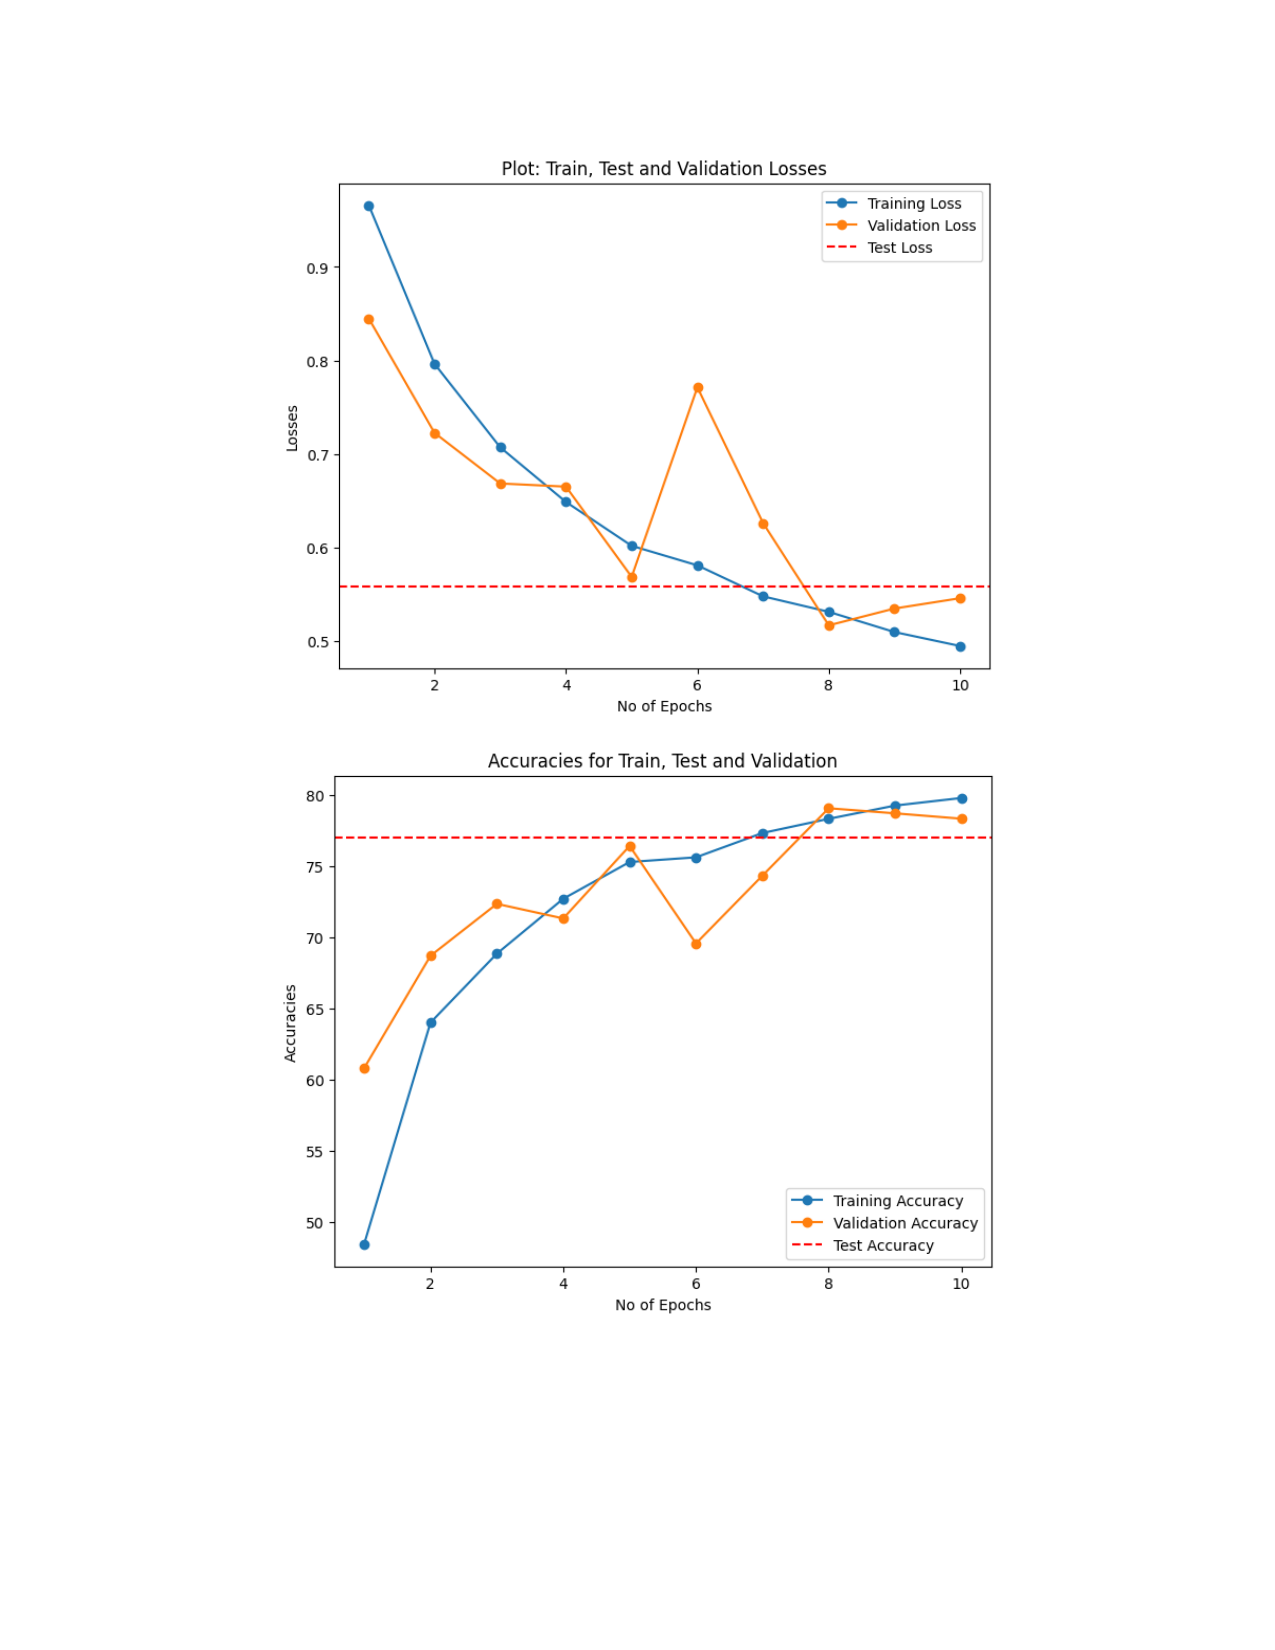 Plot: Train, Test and Validation Losses
Training Loss
Validation Loss
Test Loss
0.9
0.8
0.7
0.6
0.5
Losses
2 4 6 8 10
No of Epochs
Accuracies for Train, Test and Validation
80
75
70
65
60
55
50
Accuracies
Training Accuracy
Validation Accuracy
Test Accuracy
2 4 6 8 10
No of Epochs